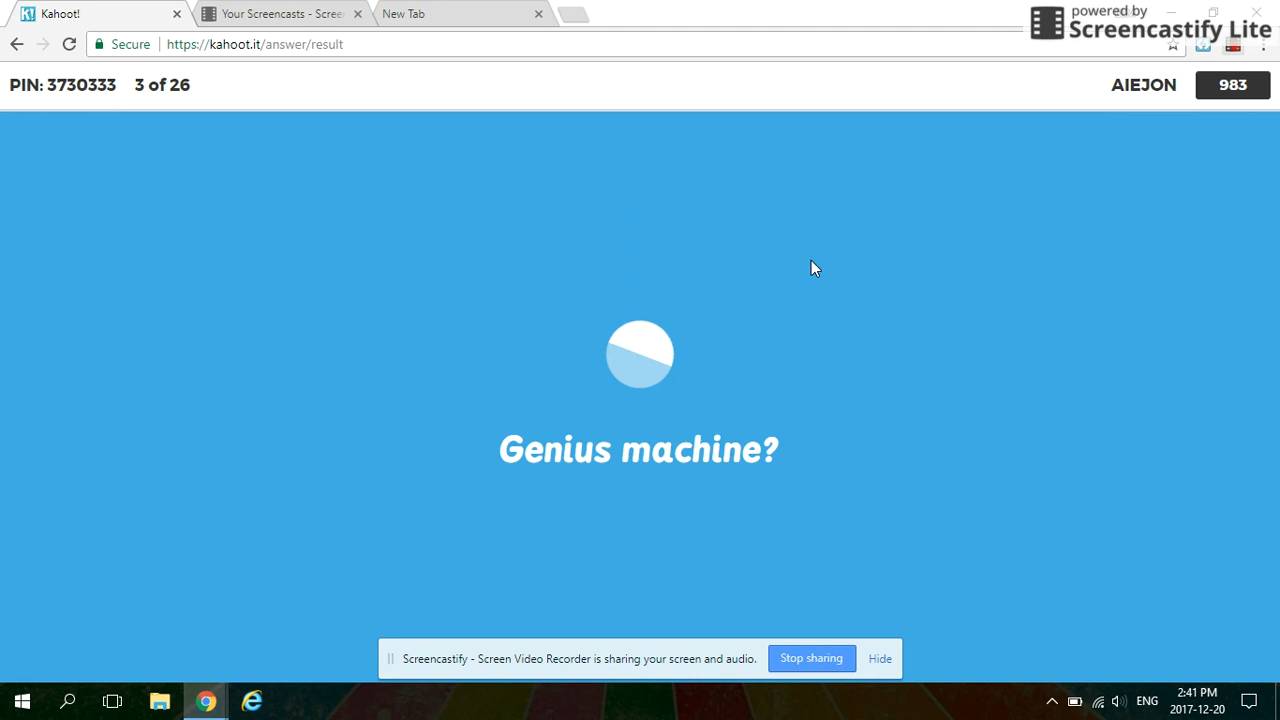 Kahoot!
Your Screencasts - Scree
New Tab
powered by
Screencastify Lite
Secure
https://kahoot.it/answer/result
PIN: 3730333
3 of 26
AIEJON
983
Genius machine?
Screencastify - Screen Video Recorder is sharing your screen and audio.
Stop sharing
Hide
ENG
2:41 PM
2017-12-20